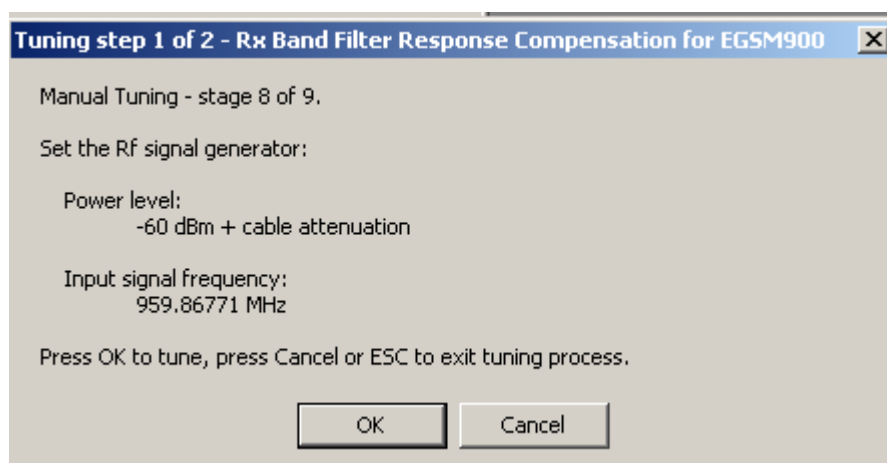 Tuning step 1 of 2 - Rx Band Filter Response Compensation for EGSM900
Manual Tuning - stage 8 of 9.
Set the Rf signal generator:
Power level:
-60 dBm + cable attenuation
Input signal frequency:
959.86771 MHz
Press OK to tune, press Cancel or ESC to exit tuning process.
OK
Cancel